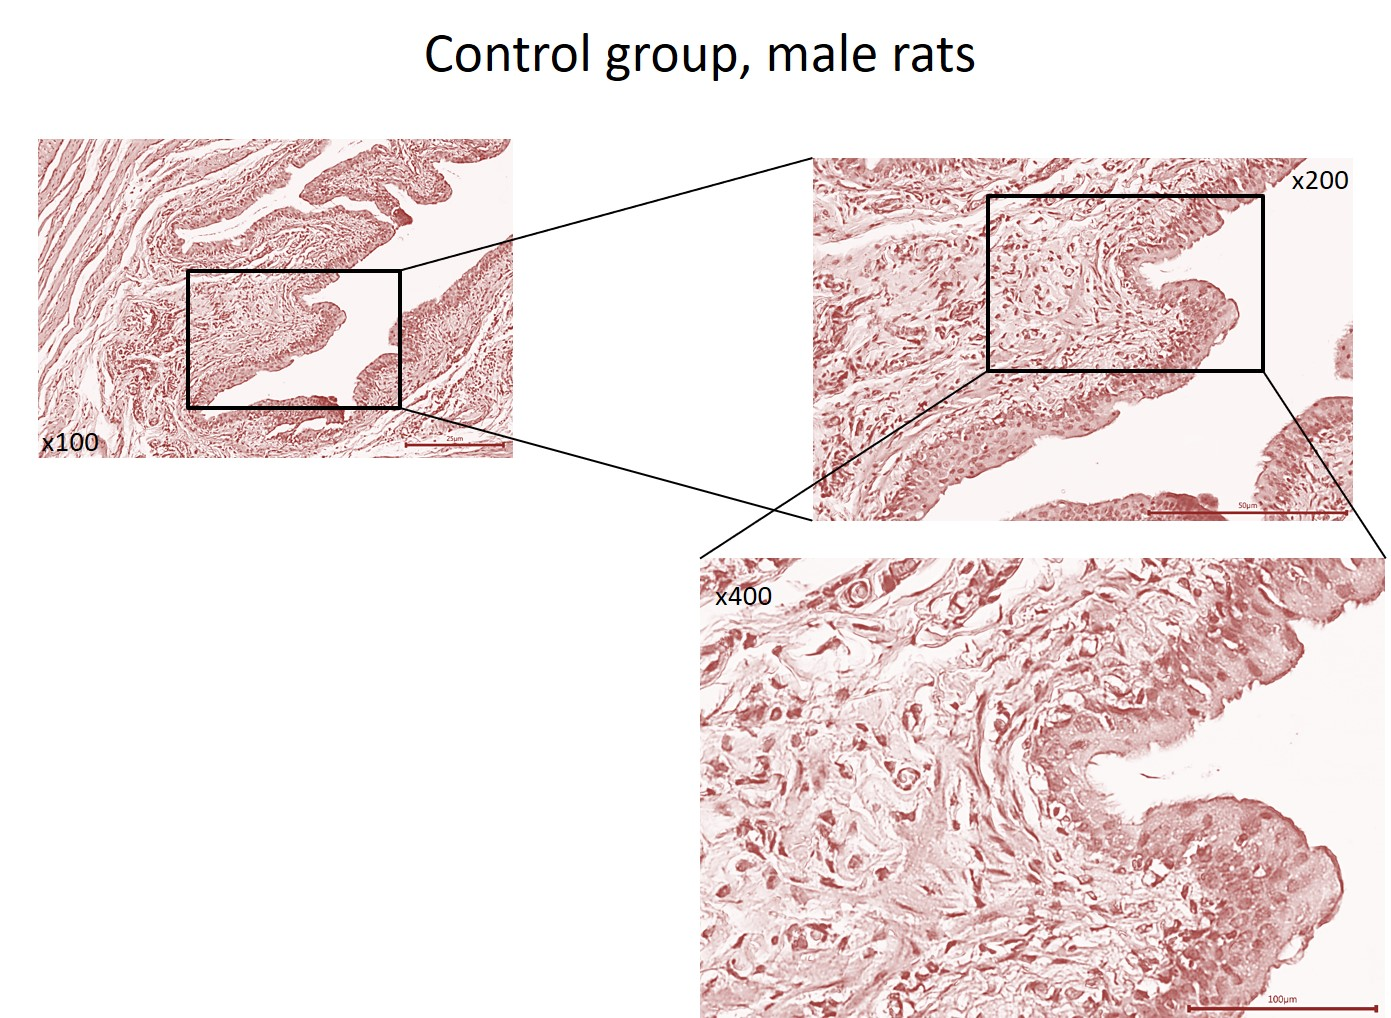 Control group, male rats
x200
x100
25µm
50µm
x400
100µm